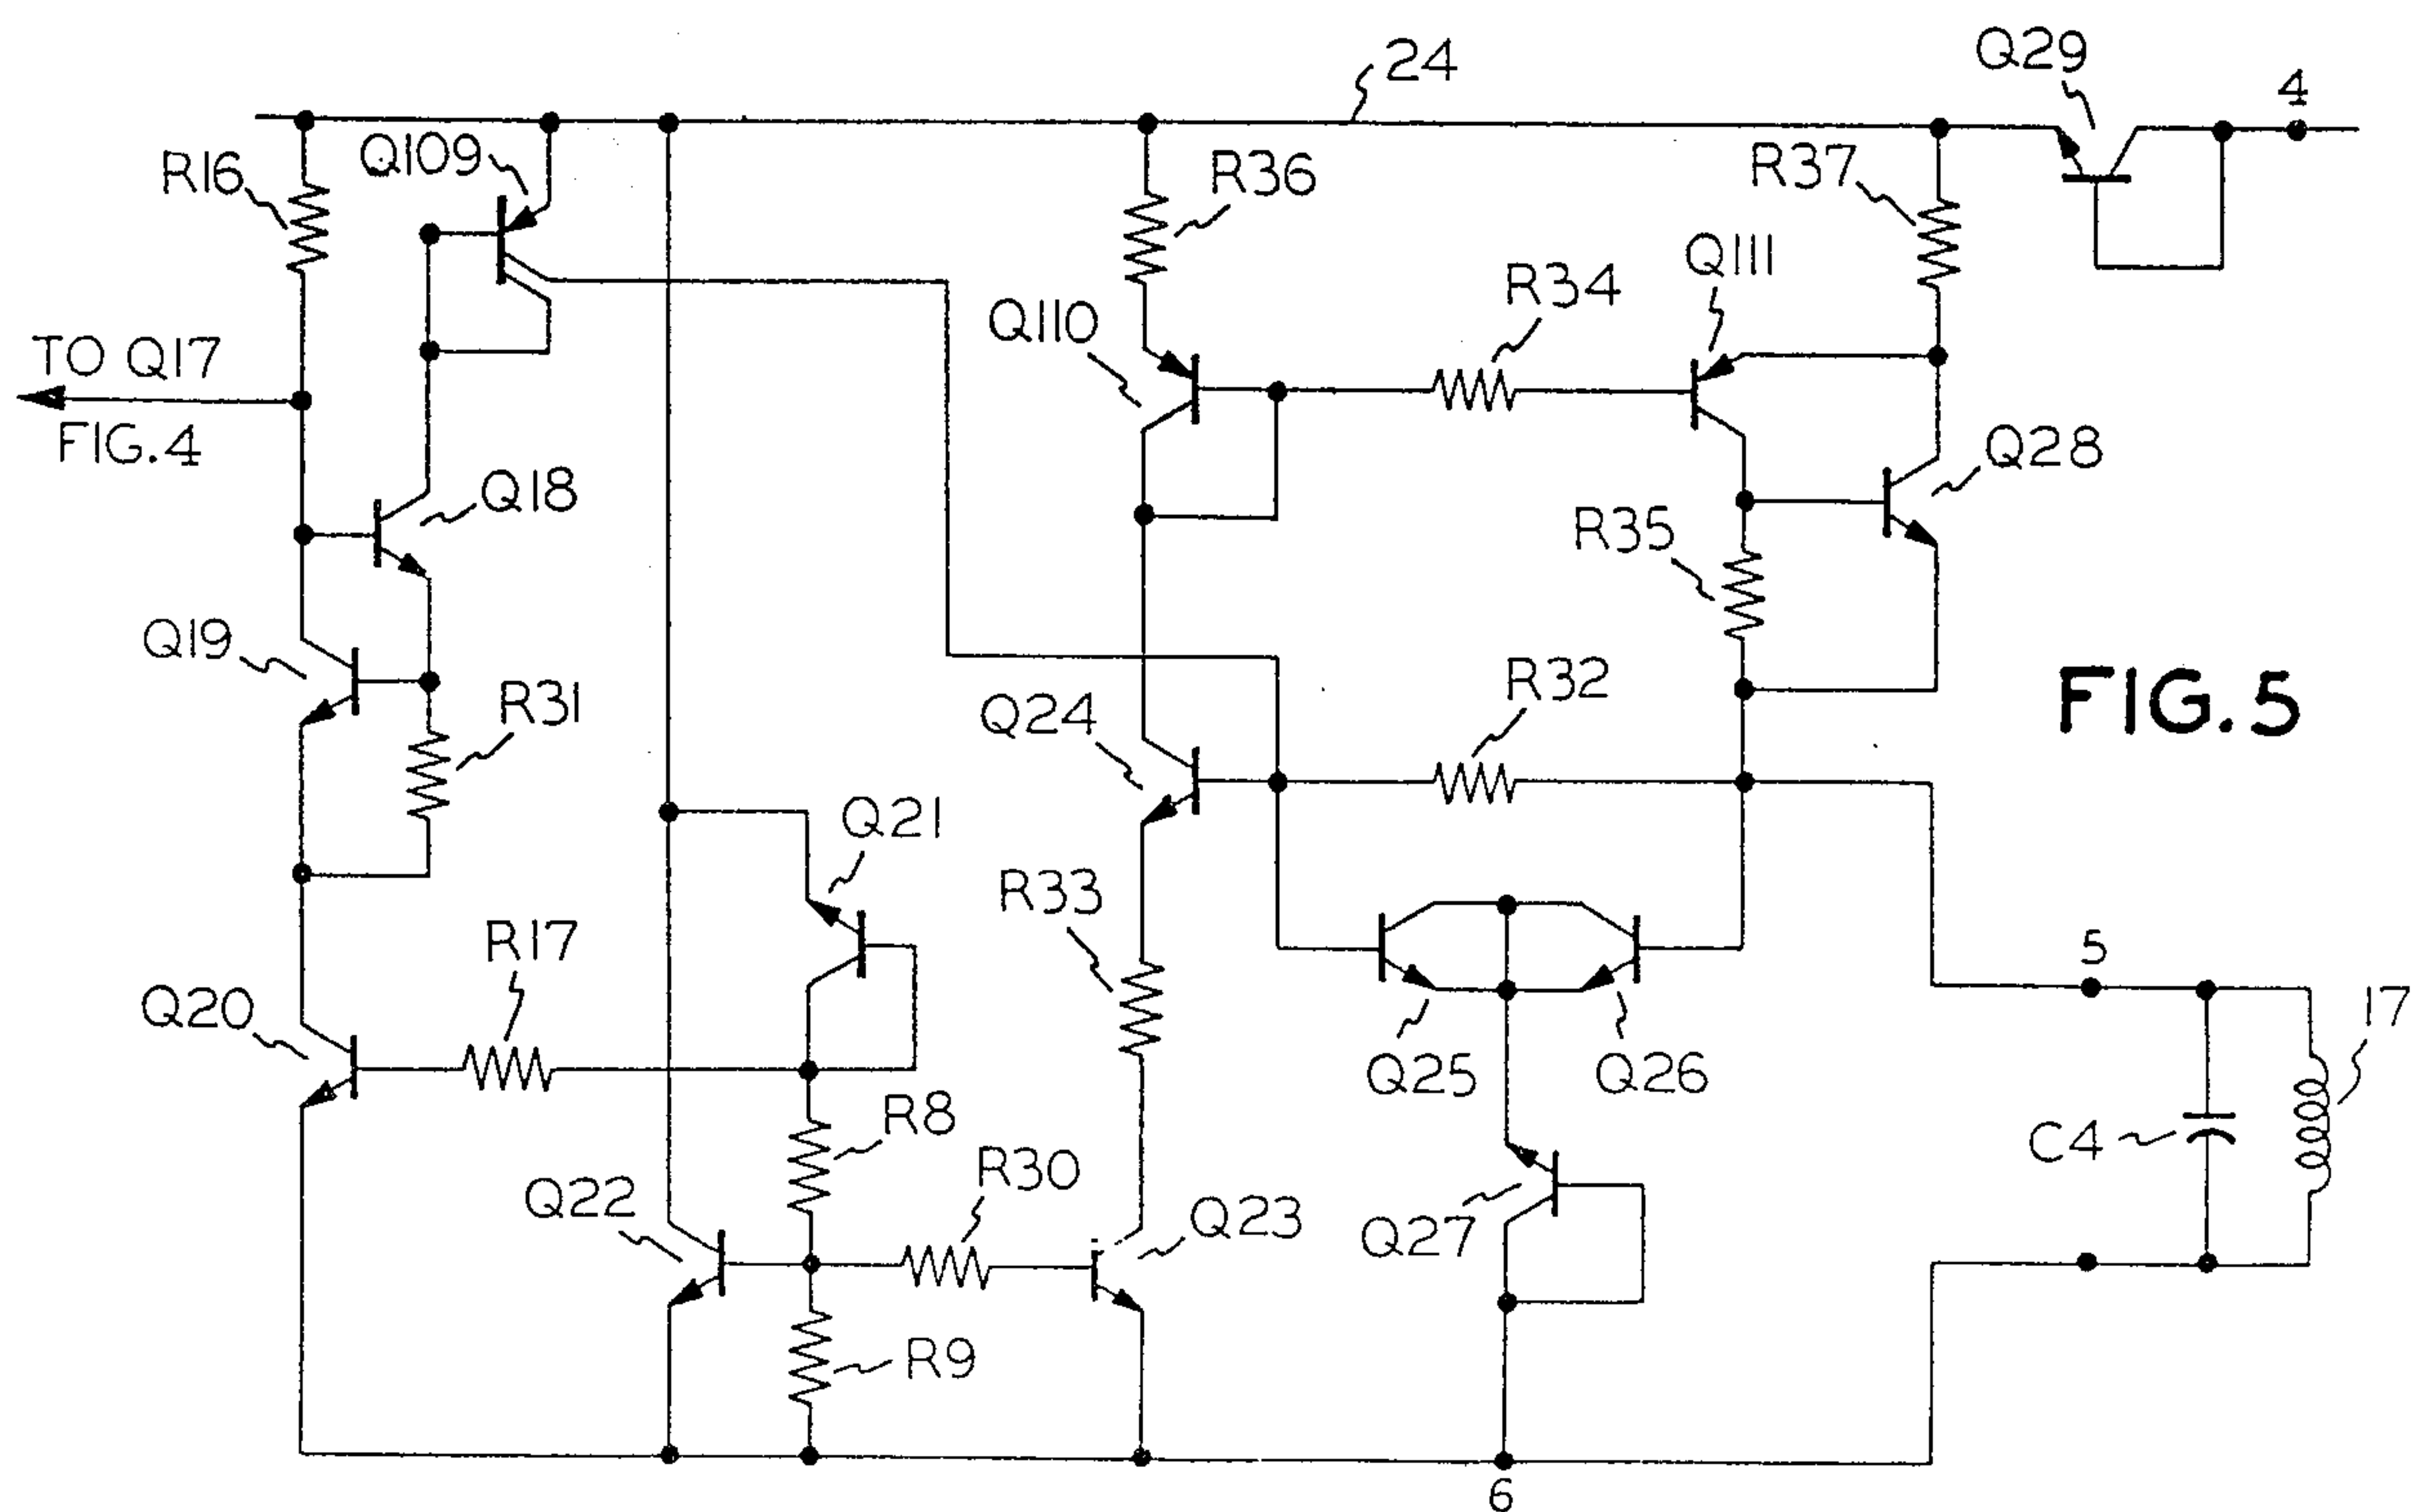 24
Q29
4
R16
Q109
R36
R37
Q111
R34
Q110
TO Q17
FIG.4
Q18
Q28
R35
Q19
R31
R32
FIG.5
Q24
Q21
R33
R17
5
17
Q20
Q25
Q26
R8
C4
R30
Q22
Q23
Q27
R9
6